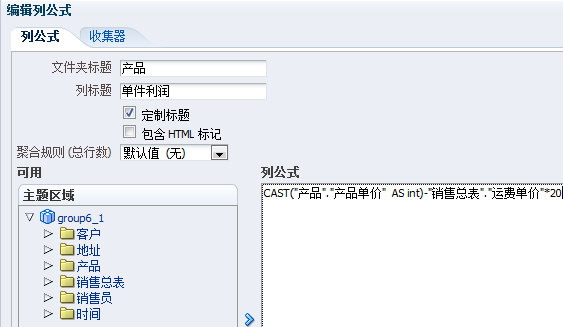 编辑列公式
列公式 收集器
文件夹标题 产品
列标题 单件利润
定制标题
包含 HTML 标记
聚合规则 (总行数) 默认值 (无)
可用 列公式
主题区域
CAST("产品"."产品单价" AS int)-"销售总表"."运费单价"*20
group6_1
客户
地址
产品
销售总表
销售员
时间